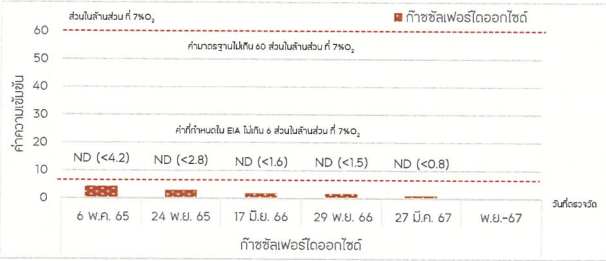 ส่วนในล้านส่วน ที่ 7%O₂
ก๊าซซัลเฟอร์ไดออกไซด์
ค่ามาตรฐานไม่เกิน 60 ส่วนในล้านส่วน ที่ 7%O₂
ค่าที่กำหนดใน EIA ไม่เกิน 6 ส่วนในล้านส่วน ที่ 7%O₂
ค่าความเข้มข้น
60
50
40
30
20
10
0
ND (<4.2) ND (<2.8) ND (<1.6) ND (<1.5) ND (<0.8)
6 พ.ค. 65 24 พ.ย. 65 17 มิ.ย. 66 29 พ.ย. 66 27 มี.ค. 67 พ.ย.-67
วันที่ตรวจวัด
ก๊าซซัลเฟอร์ไดออกไซด์